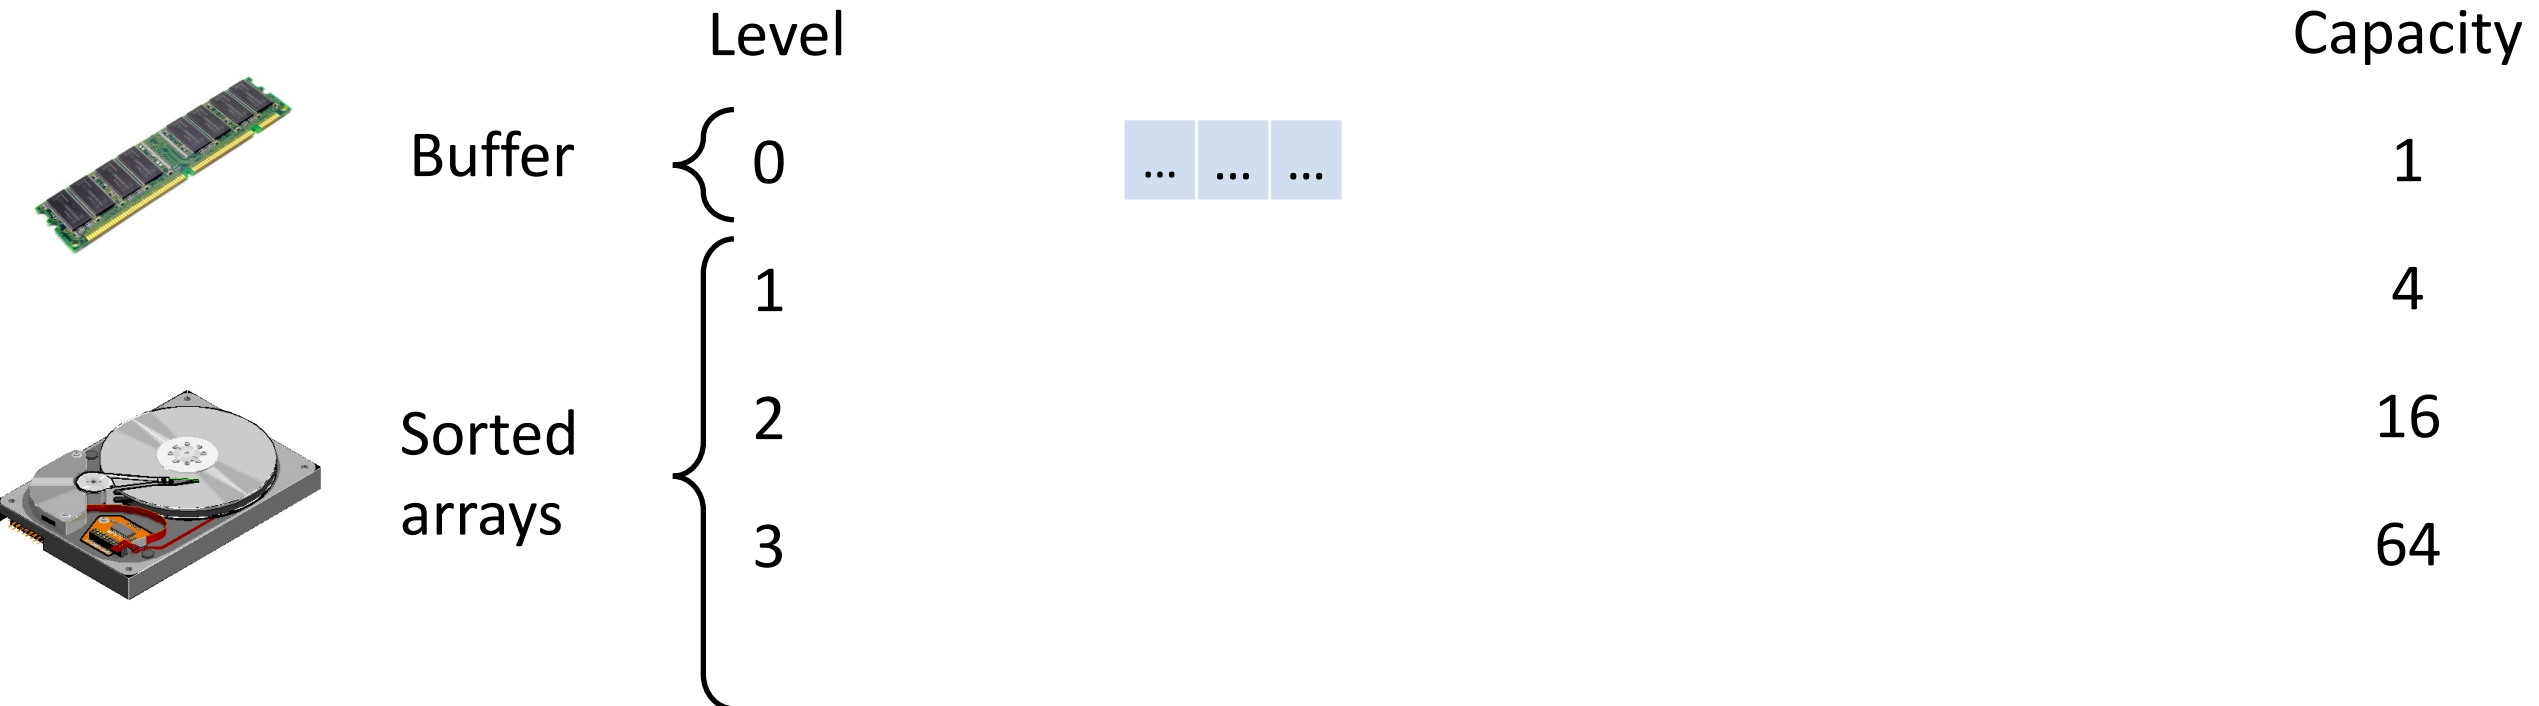 Level Capacity
Buffer 0 ... ... ... 1
1 4
Sorted
arrays
2 16
3 64